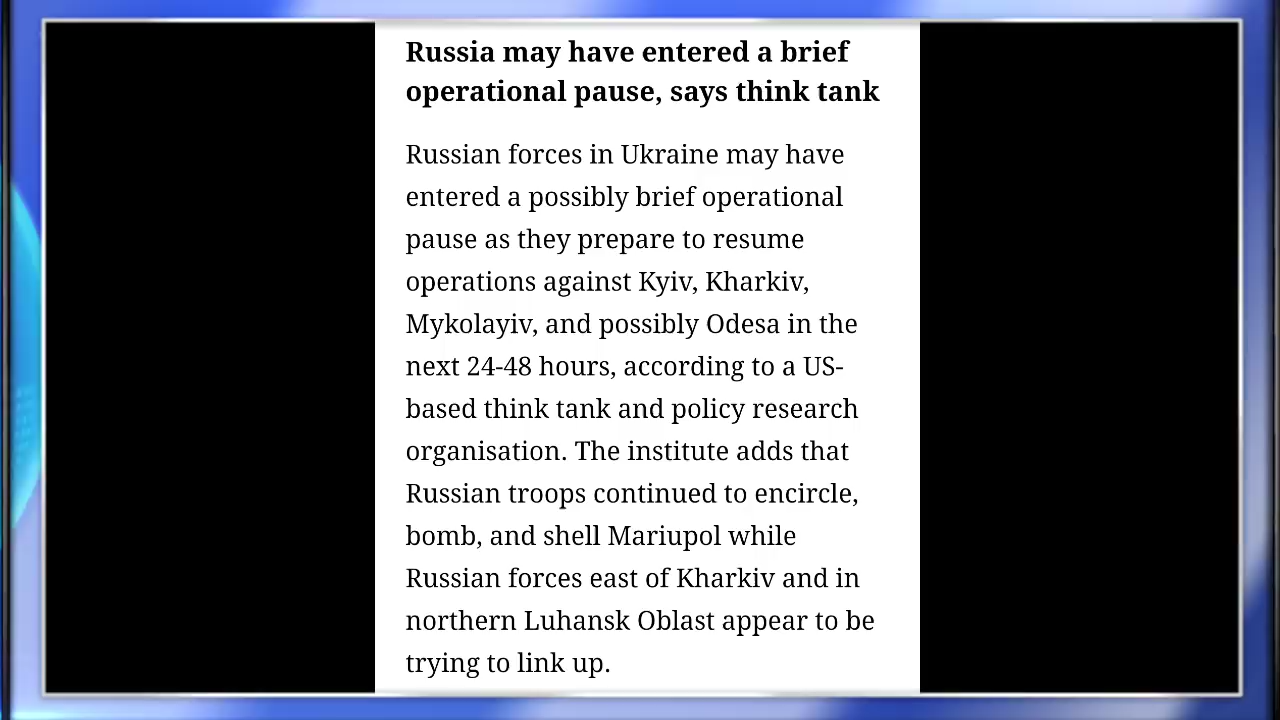 Russia may have entered a brief
operational pause, says think tank
Russian forces in Ukraine may have
entered a possibly brief operational
pause as they prepare to resume
operations against Kyiv, Kharkiv,
Mykolayiv, and possibly Odesa in the
next 24-48 hours, according to a US-
based think tank and policy research
organisation. The institute adds that
Russian troops continued to encircle,
bomb, and shell Mariupol while
Russian forces east of Kharkiv and in
northern Luhansk Oblast appear to be
trying to link up.